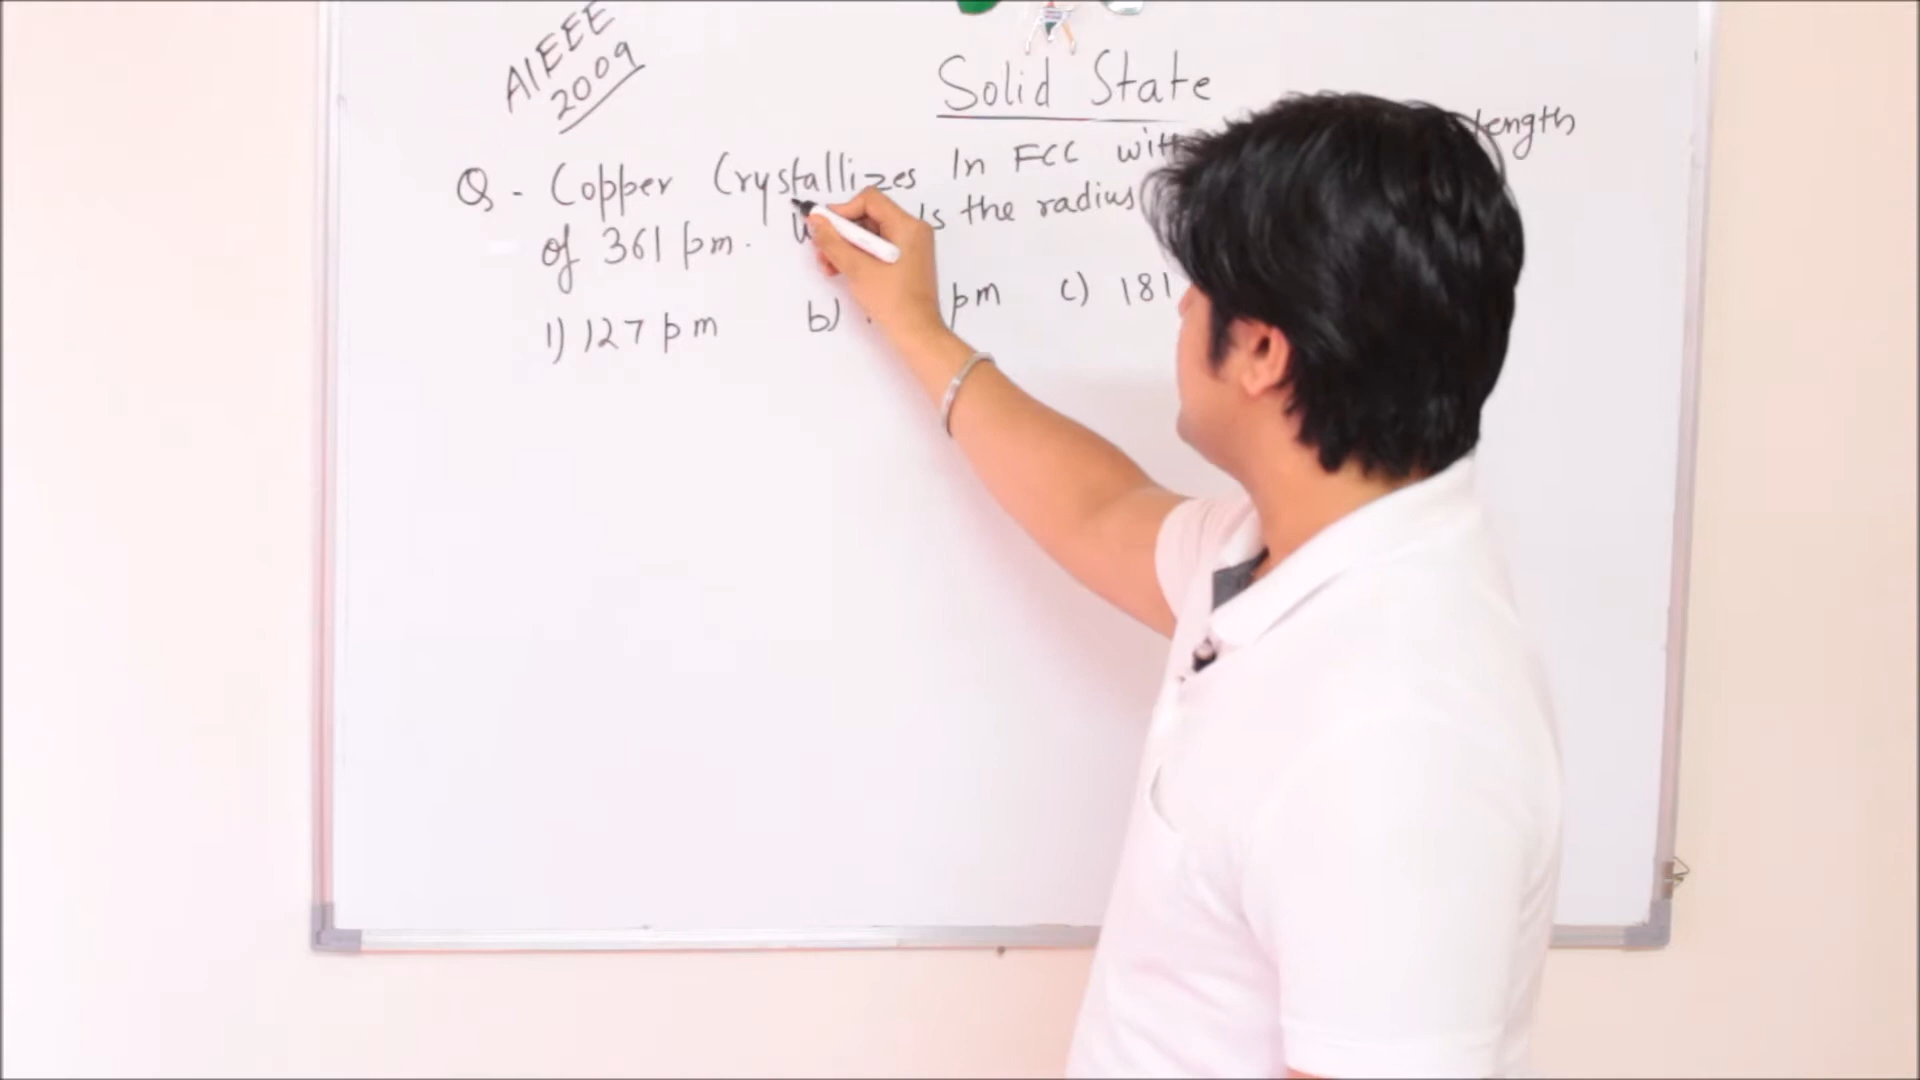 AIEEE
2009
Solid State
Q - Copper Crystallizes In FCC with length
of 361 pm. is the radius
1) 127 pm b) pm c) 181